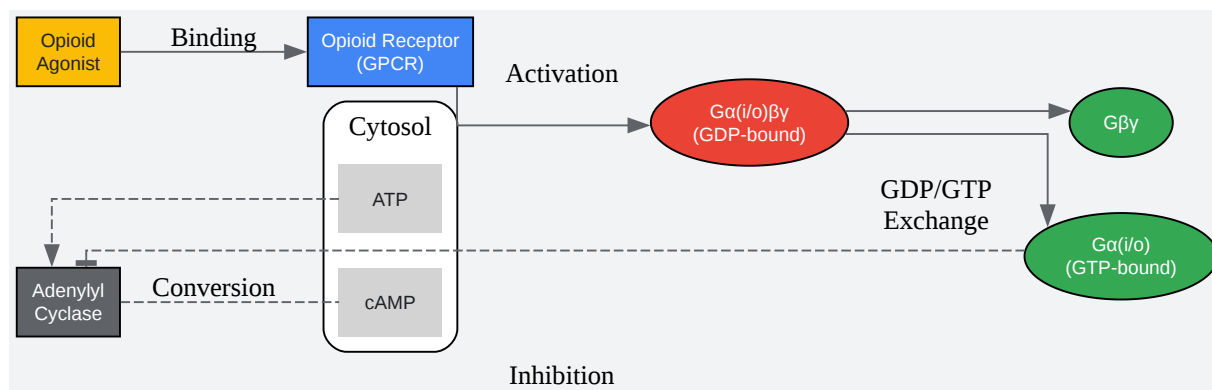 Opioid
Agonist
Binding
Opioid Receptor
(GPCR)
Activation
Gα(i/o)βγ
(GDP-bound)
Gβγ
Cytosol
ATP
GDP/GTP
Exchange
Gα(i/o)
(GTP-bound)
Adenylyl
Cyclase
Conversion
cAMP
Inhibition